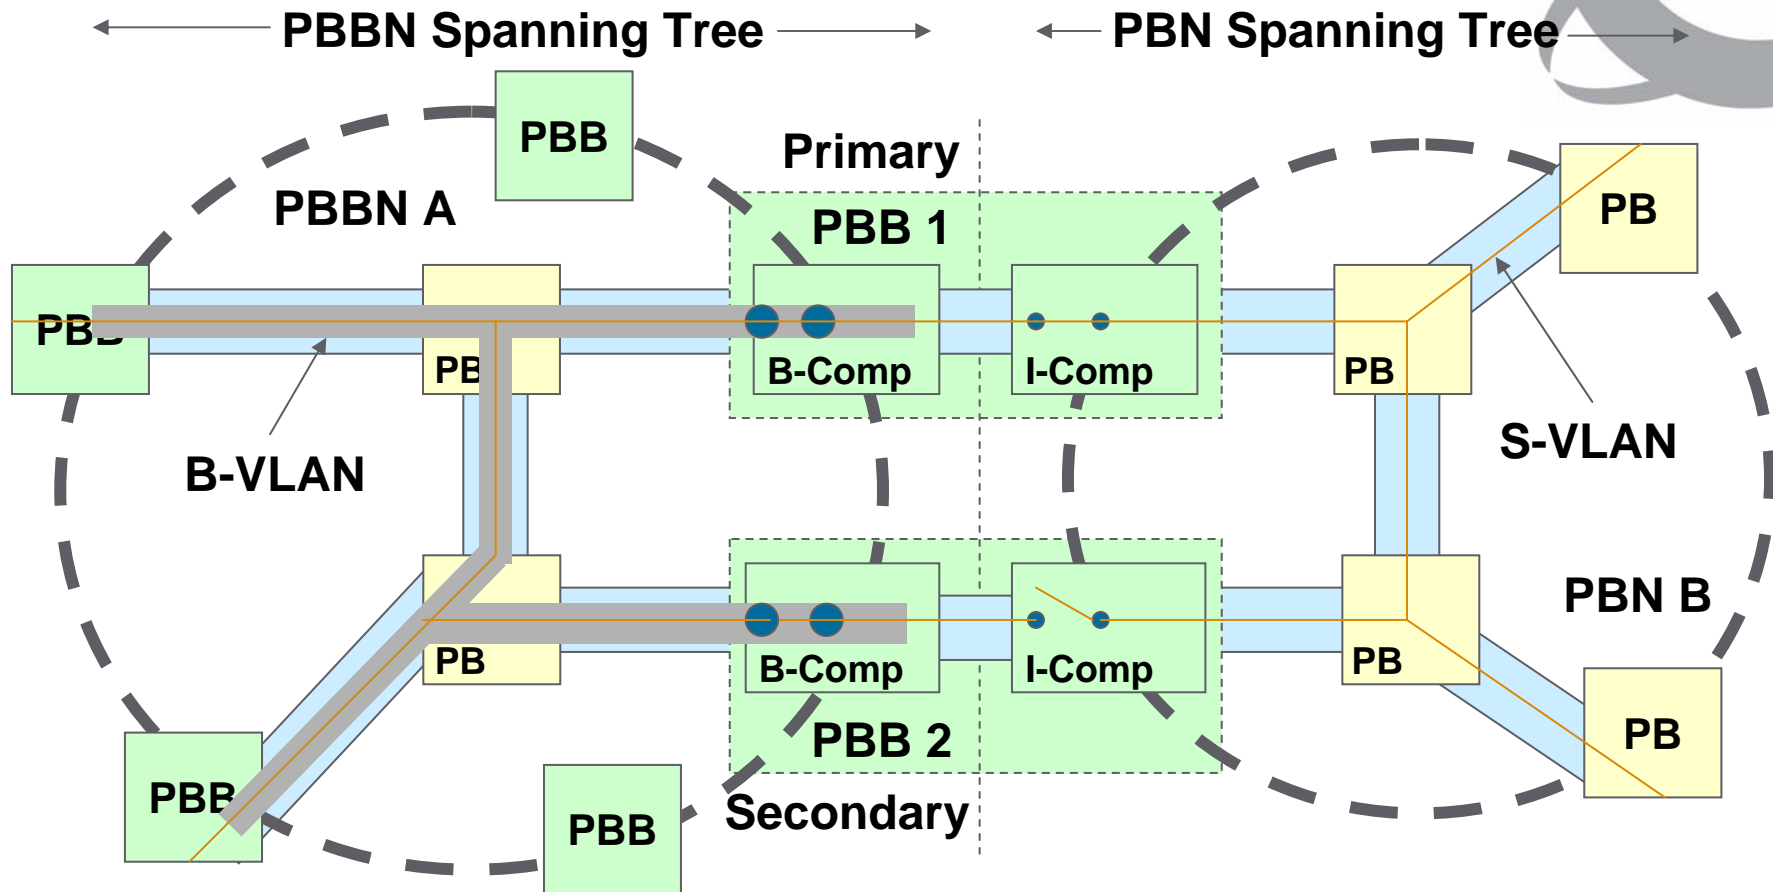 PBBN Spanning Tree
PBN Spanning Tree
PBB
Primary
PBBN A
PBB 1
PB
PBB
PB
B-Comp
I-Comp
PB
B-VLAN
S-VLAN
PB
B-Comp
I-Comp
PB
PBN B
PBB 2
PB
PBB
Secondary
PBB